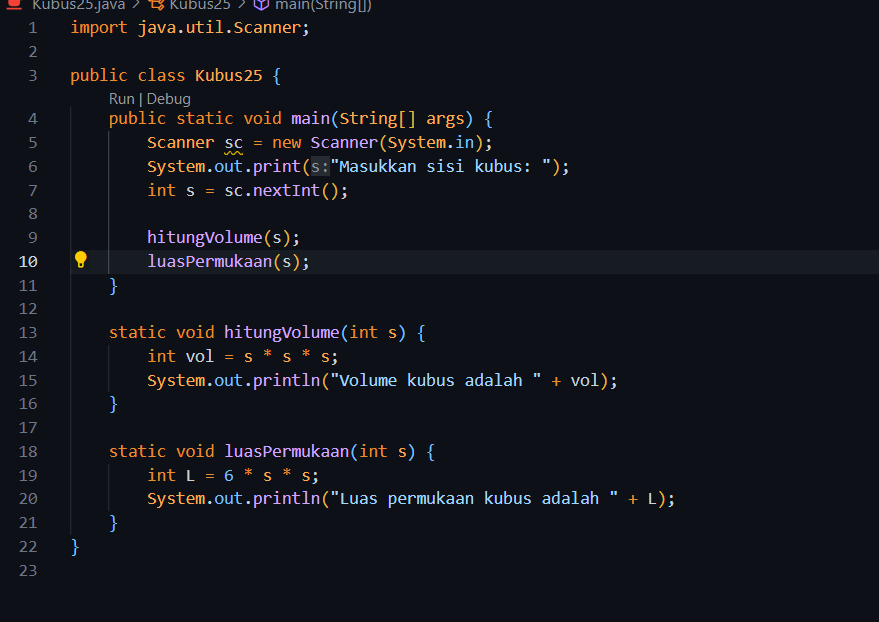 Kubus25.java > Kubus25 > main(String[])
1 import java.util.Scanner;
2
3 public class Kubus25 {
Run | Debug
4 public static void main(String[] args) {
5 Scanner sc = new Scanner(System.in);
6 System.out.print(s:"Masukkan sisi kubus: ");
7 int s = sc.nextInt();
8
9 hitungVolume(s);
10 luasPermukaan(s);
11 }
12
13 static void hitungVolume(int s) {
14 int vol = s * s * s;
15 System.out.println("Volume kubus adalah " + vol);
16 }
17
18 static void luasPermukaan(int s) {
19 int L = 6 * s * s;
20 System.out.println("Luas permukaan kubus adalah " + L);
21 }
22 }
23